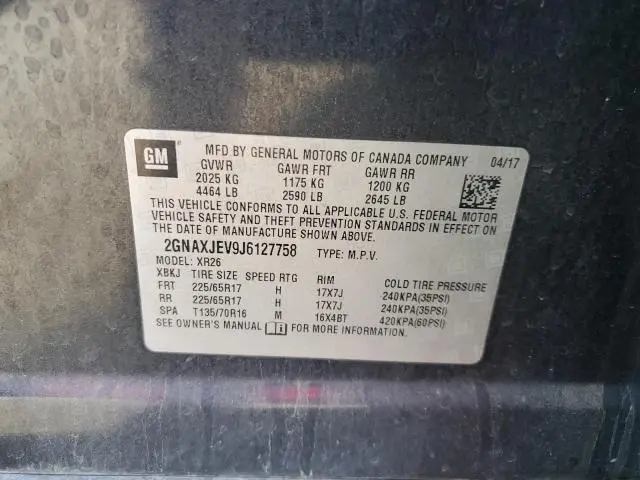 GM
MFD BY GENERAL MOTORS OF CANADA COMPANY 04/17
GVWR GAWR FRT GAWR RR
2025 KG 1175 KG 1200 KG
4464 LB 2590 LB 2645 LB
THIS VEHICLE CONFORMS TO ALL APPLICABLE U.S. FEDERAL MOTOR
VEHICLE SAFETY AND THEFT PREVENTION STANDARDS IN EFFECT ON
THE DATE OF MANUFACTURE SHOWN ABOVE.
2GNAXJEV9J6127758 TYPE: M.P.V.
MODEL: XR26
XBKJ TIRE SIZE SPEED RTG RIM COLD TIRE PRESSURE
FRT 225/65R17 H 17X7J 240KPA(35PSI)
RR 225/65R17 H 17X7J 240KPA(35PSI)
SPA T135/70R16 M 16X4BT 420KPA(60PSI)
SEE OWNER'S MANUAL FOR MORE INFORMATION.